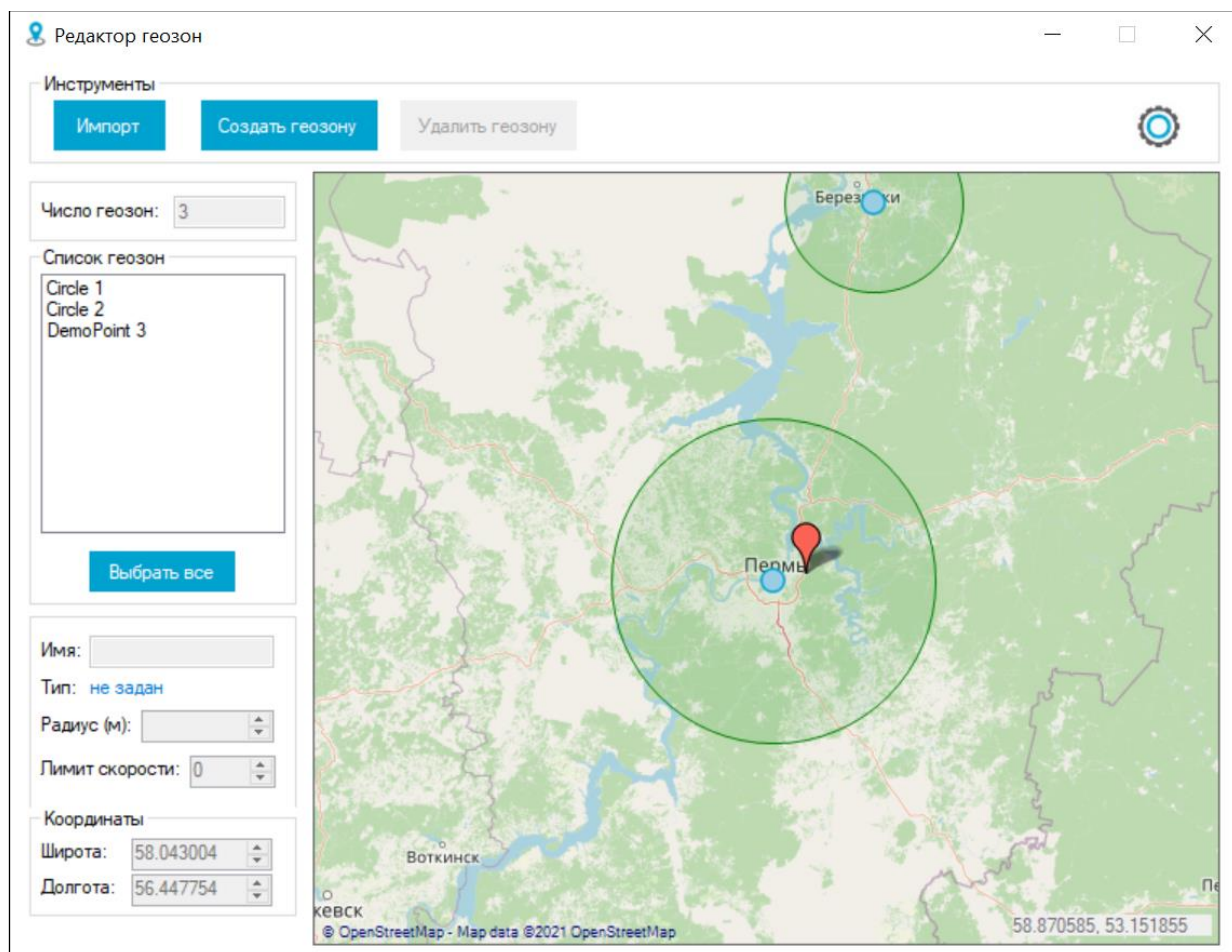 Редактор геозон
Инструменты
Импорт
Создать геозону
Удалить геозону
Число геозон: 3
Список геозон
Circle 1
Circle 2
DemoPoint 3
Выбрать все
Имя:
Тип: не задан
Радиус (м):
Лимит скорости: 0
Координаты
Широта: 58.043004
Долгота: 56.447754
Пермь
Воткинск
кевск
© OpenStreetMap - Map data ©2021 OpenStreetMap
58.870585, 53.151855